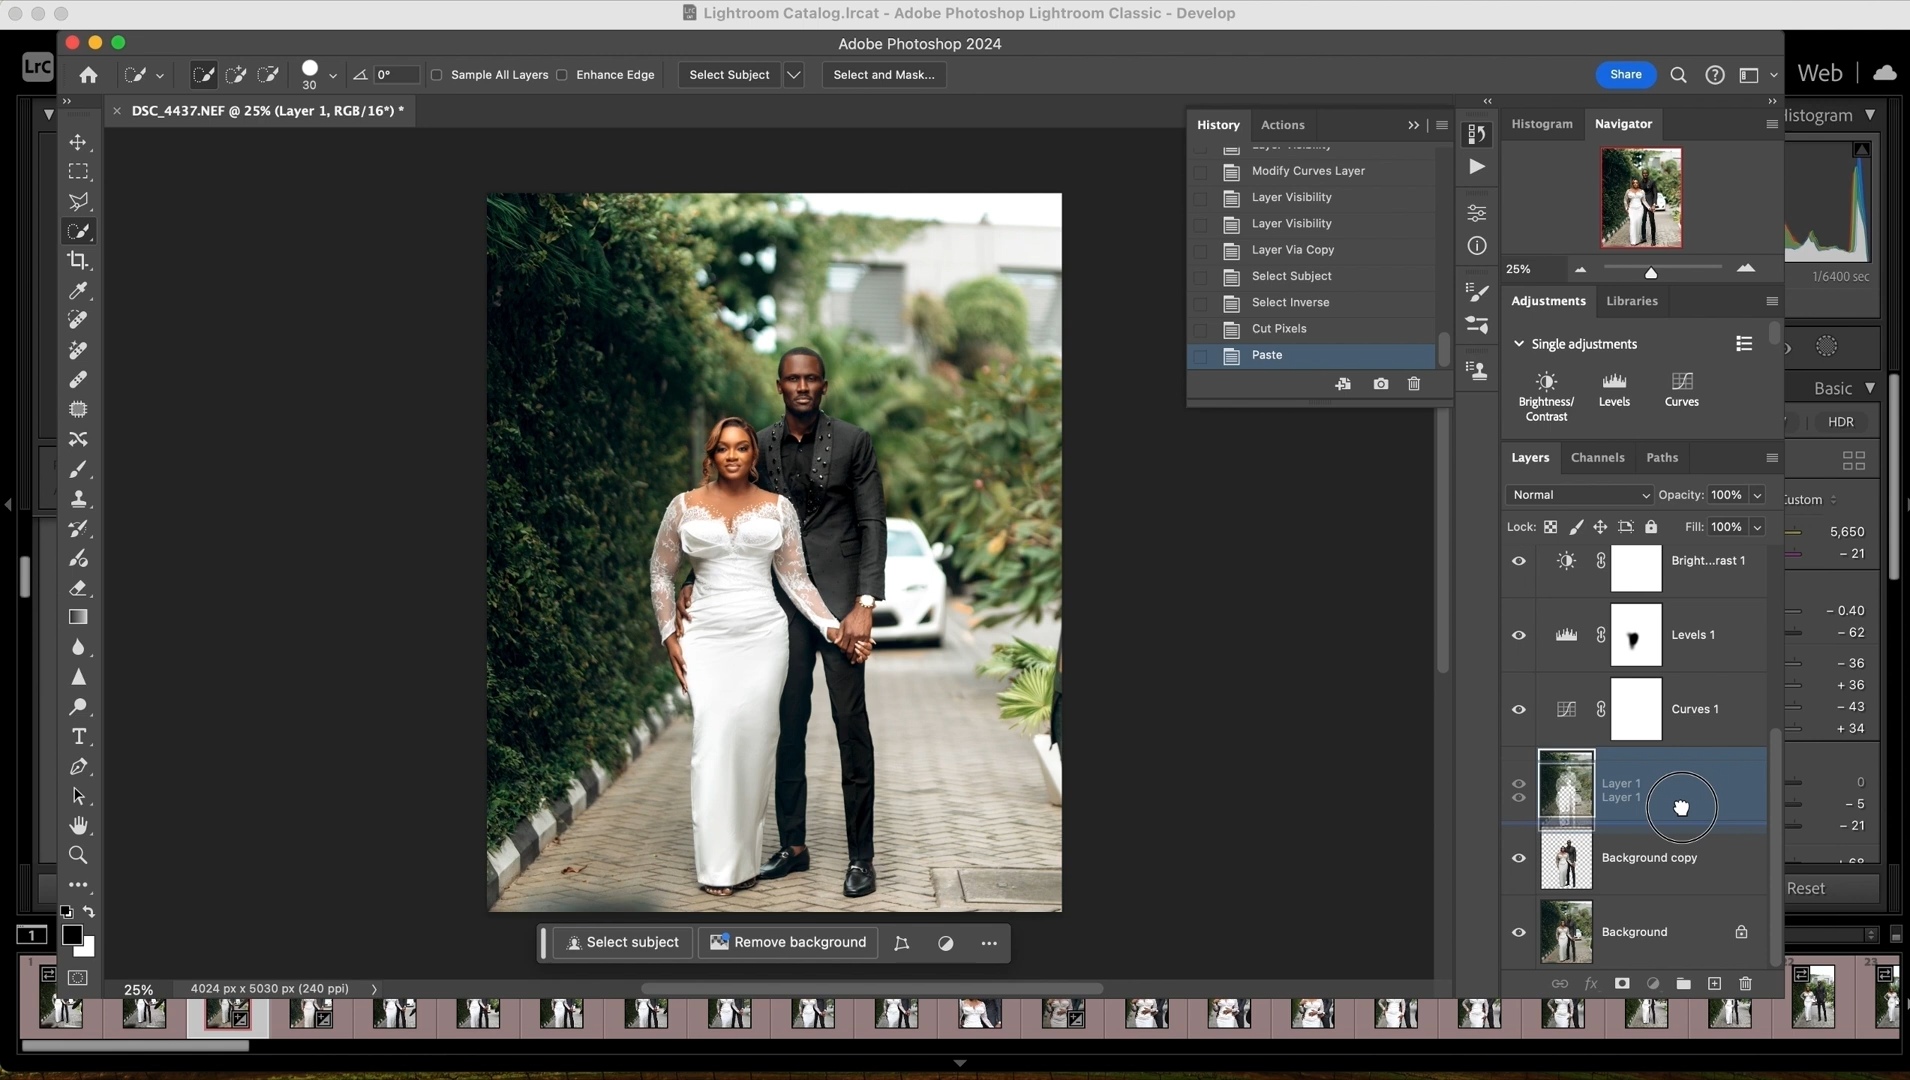 Lightroom Catalog.lrcat - Adobe Photoshop Lightroom Classic - Develop
Adobe Photoshop 2024
LrC
30
0°
Sample All Layers
Enhance Edge
Select Subject
Select and Mask...
Share
Web
DSC_4437.NEF @ 25% (Layer 1, RGB/16*) *
History
Actions
Modify Curves Layer
Layer Visibility
Layer Visibility
Layer Via Copy
Select Subject
Select Inverse
Cut Pixels
Paste
Histogram
Navigator
25%
Adjustments
Libraries
Single adjustments
Brightness/
Contrast
Levels
Curves
Layers
Channels
Paths
Normal
Opacity: 100%
Lock:
Fill: 100%
Bright...rast 1
Levels 1
Curves 1
Layer 1
Layer 1
Background copy
Background
1/6400 sec
Basic
HDR
5,650
- 21
- 0.40
- 62
- 36
+ 36
- 43
+ 34
0
- 5
- 21
Reset
Select subject
Remove background
25%
4024 px x 5030 px (240 ppi)
1
1
23